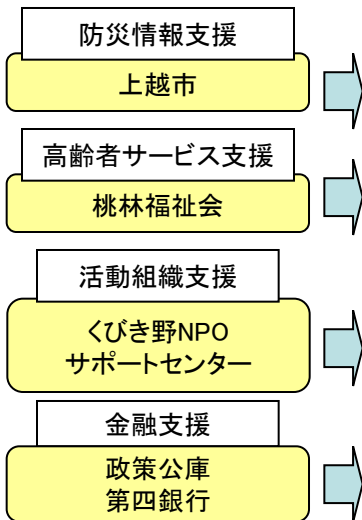 防災情報支援
上越市
高齢者サービス支援
桃林福祉会
活動組織支援
くびき野NPO
サポートセンター
金融支援
政策公庫
第四銀行